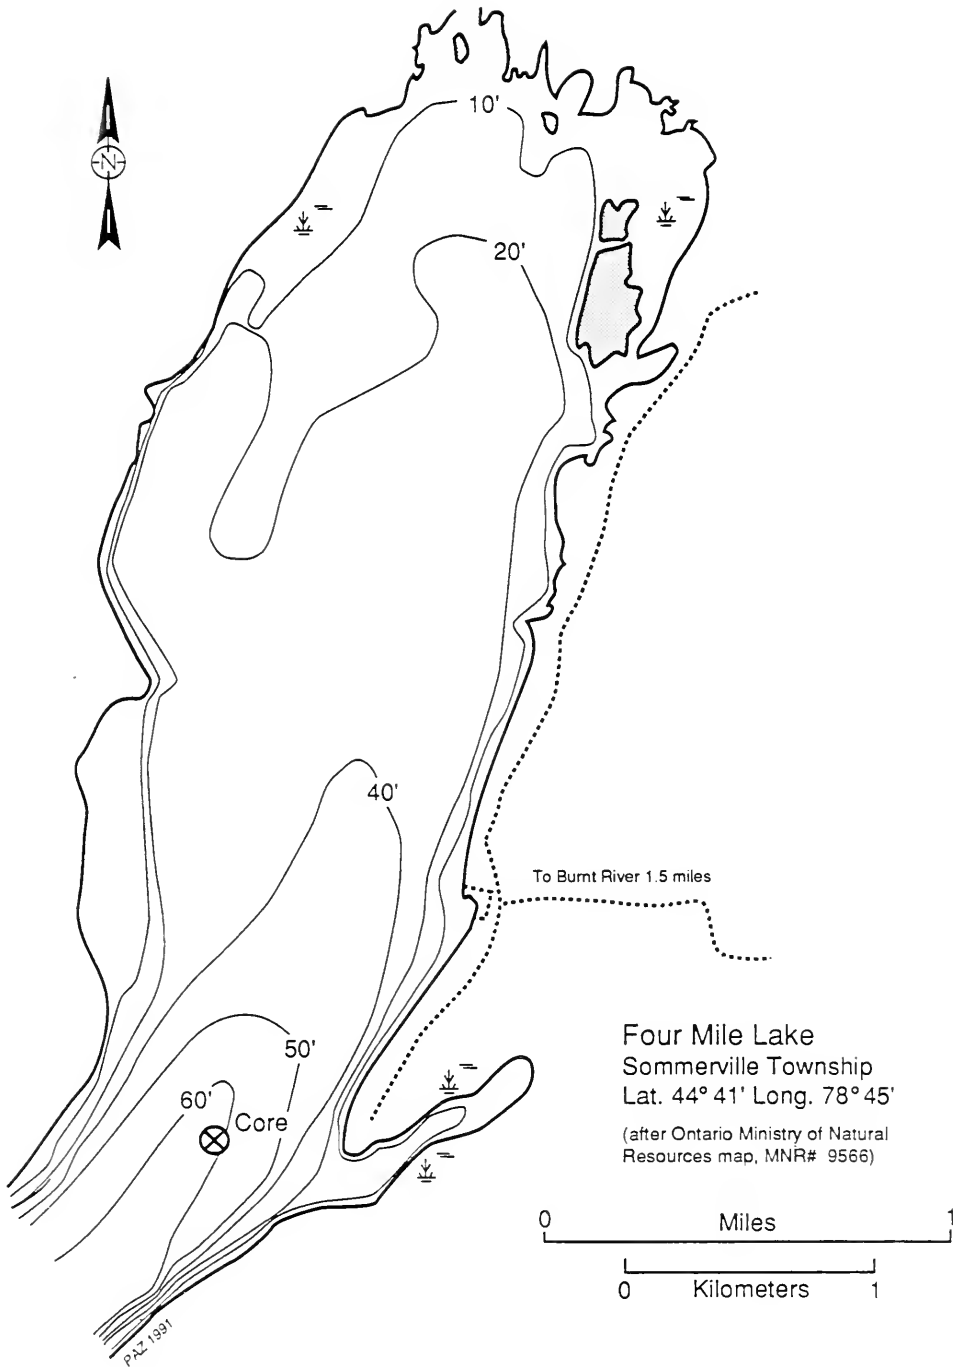 10'
N
20'
40'
To Burnt River 1.5 miles
Four Mile Lake
Sommerville Township
Lat. 44° 41' Long. 78° 45'
(after Ontario Ministry of Natural
Resources map, MNR# 9566)
50'
60'
Core
0 Miles 1
0 Kilometers 1
PAZ 1991